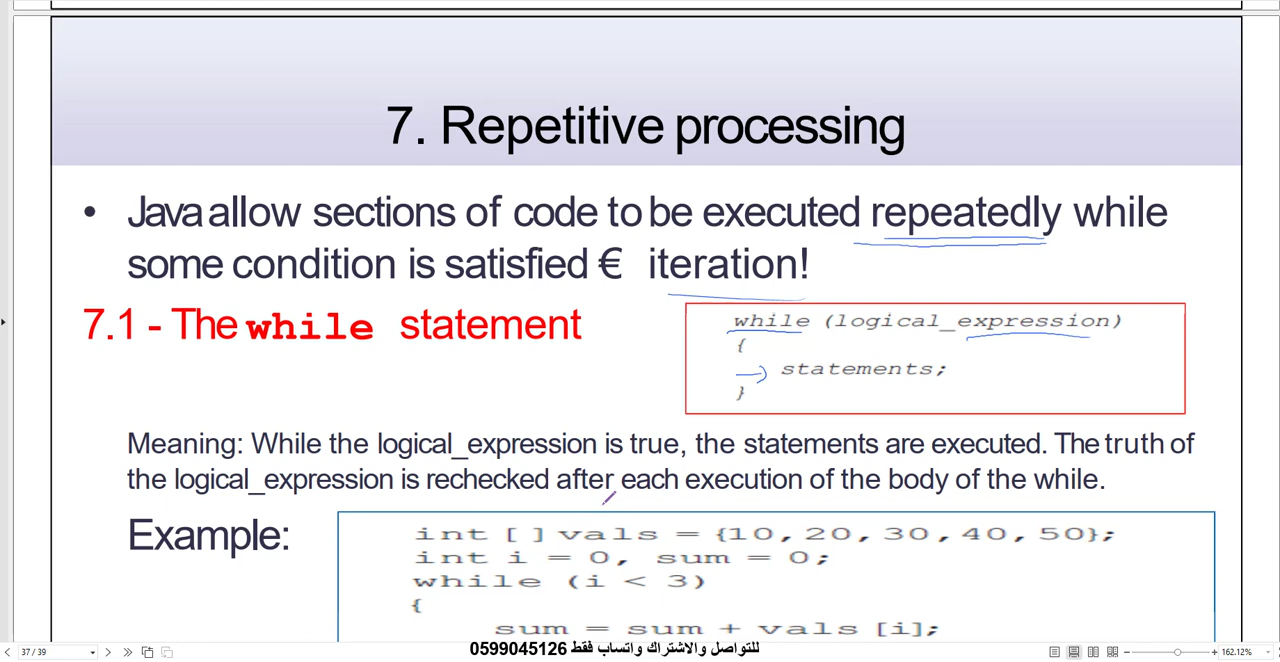 7. Repetitive processing
• Java allow sections of code to be executed repeatedly while
some condition is satisfied € iteration!
7.1 - The while statement
while (logical_expression)
{
statements;
}
Meaning: While the logical_expression is true, the statements are executed. The truth of
the logical_expression is rechecked after each execution of the body of the while.
Example:
int [ ] vals = {10, 20, 30, 40, 50};
int i = 0, sum = 0;
while (i < 3)
{
sum = sum + vals [i];
للتواصل والاشتراك واتساب فقط 0599045126
37 / 39
162.12%